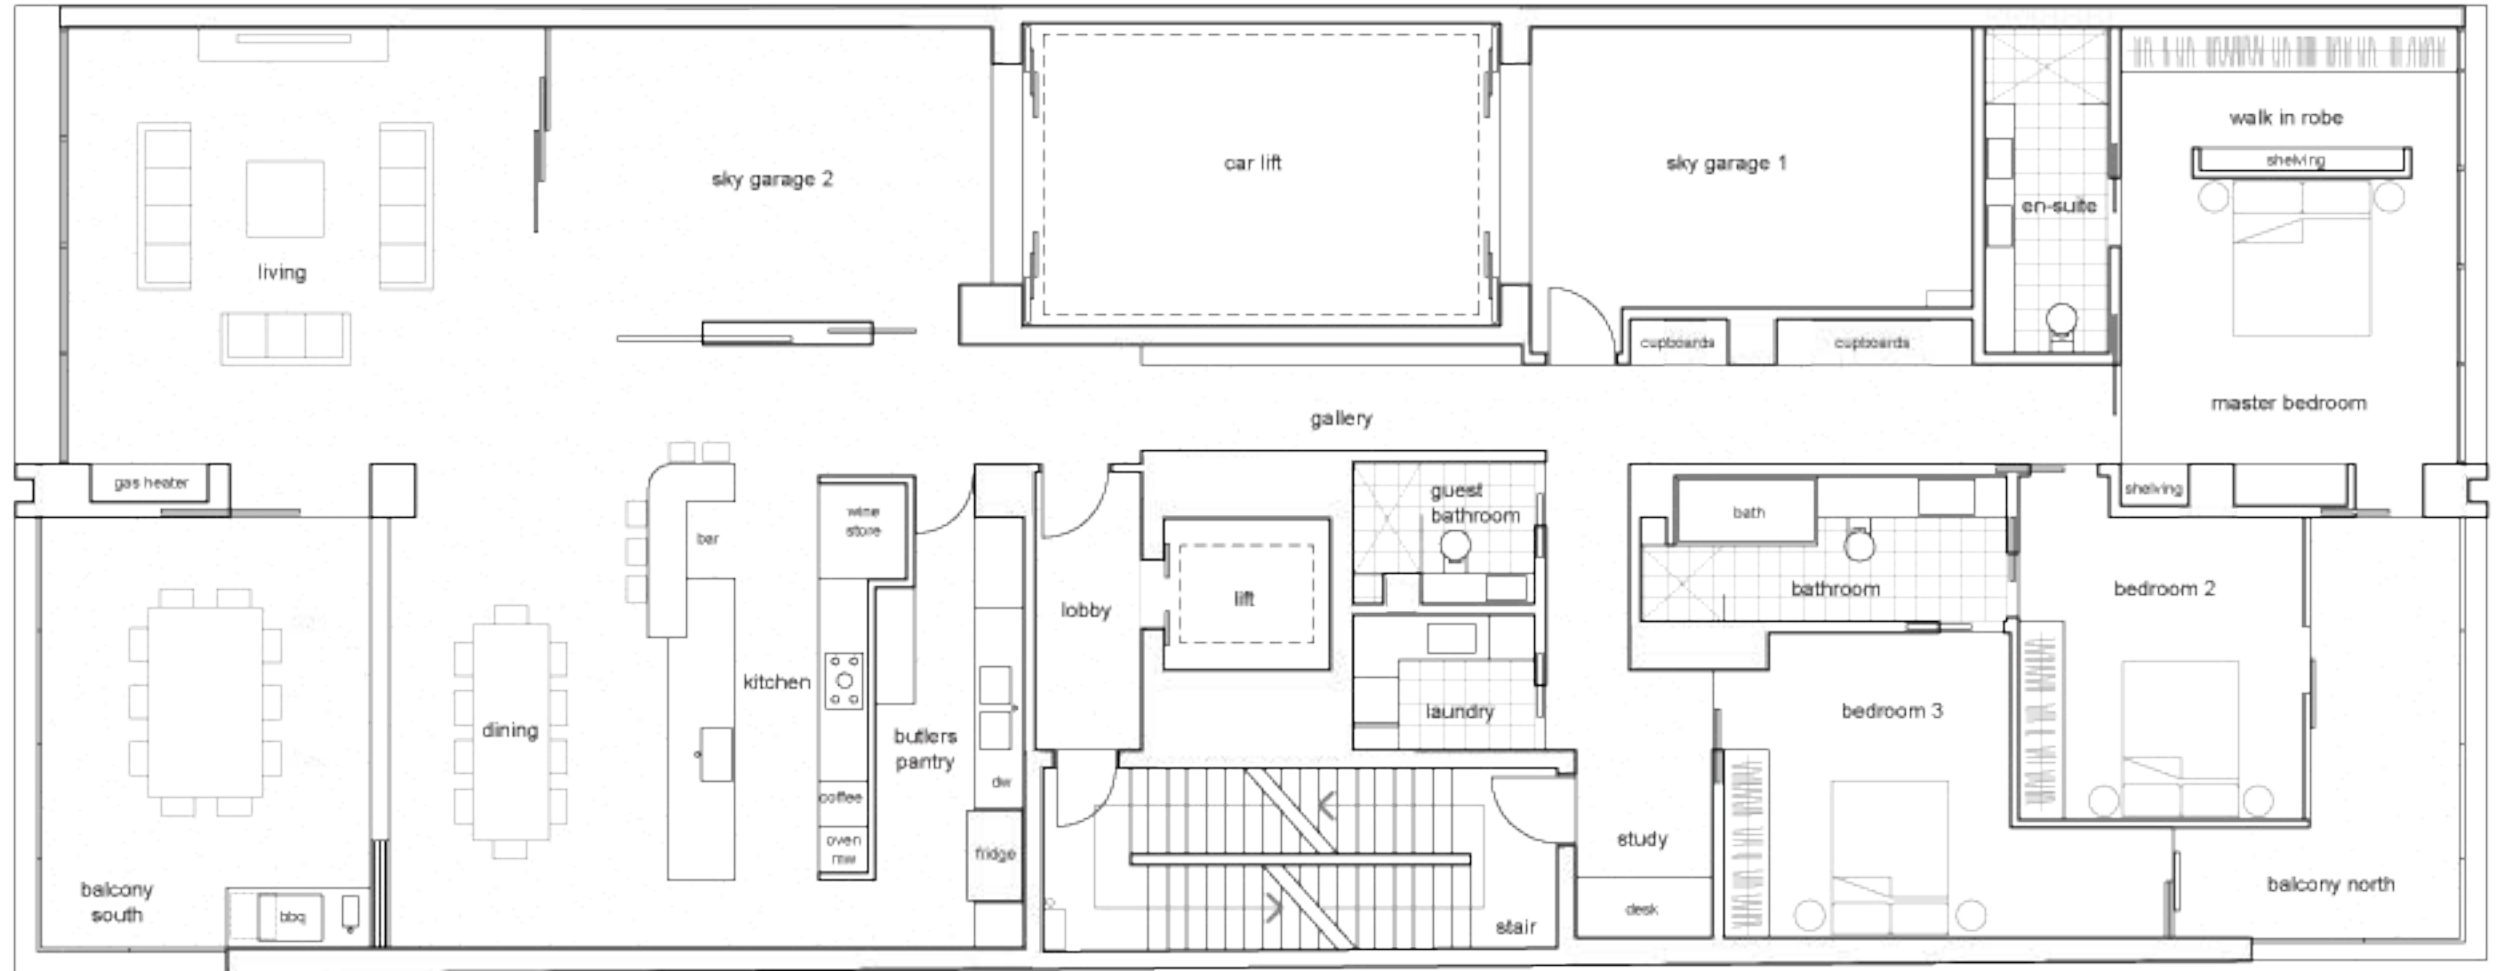 living
sky garage 2
car lift
sky garage 1
en-suite
walk in robe
shelving
cupboards
cupboards
master bedroom
gallery
gas heater
bar
wine
store
kitchen
dining
coffee
oven
mw
butlers
pantry
dw
fridge
lobby
lift
guest
bathroom
laundry
bath
bathroom
shelving
bedroom 2
bedroom 3
study
desk
stair
balcony
south
bbq
balcony north